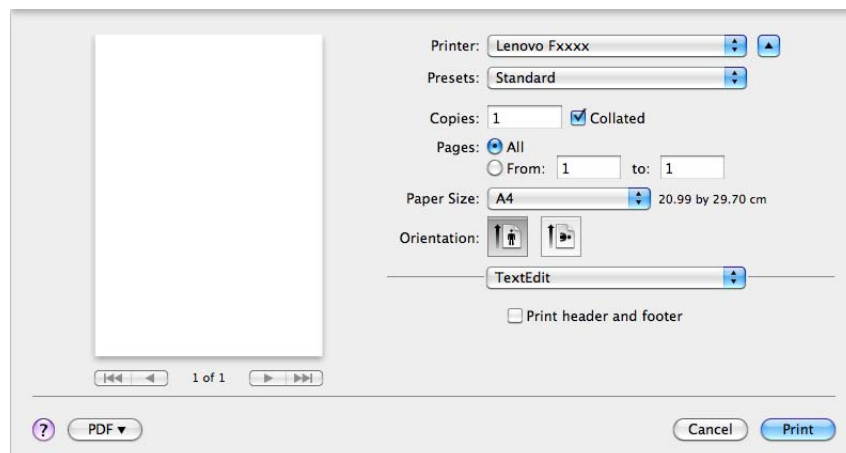 Printer: Lenovo Fxxxx
Presets: Standard
Copies: 1 Collated
Pages: All
From: 1 to: 1
Paper Size: A4 20.99 by 29.70 cm
Orientation:
TextEdit
Print header and footer
1 of 1
? PDF Cancel Print